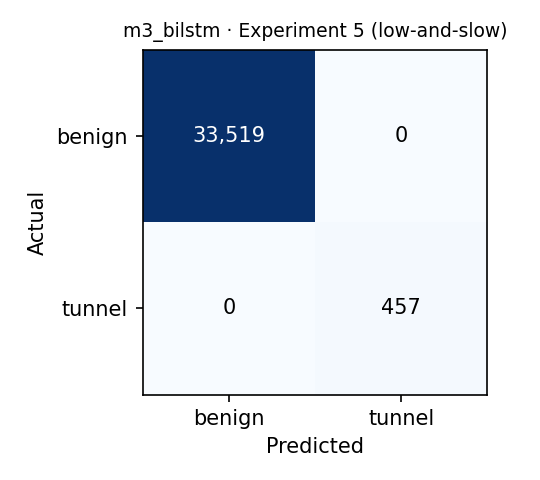 m3_bilstm · Experiment 5 (low-and-slow)
Actual
benign
33,519
0
tunnel
0
457
benign
tunnel
Predicted